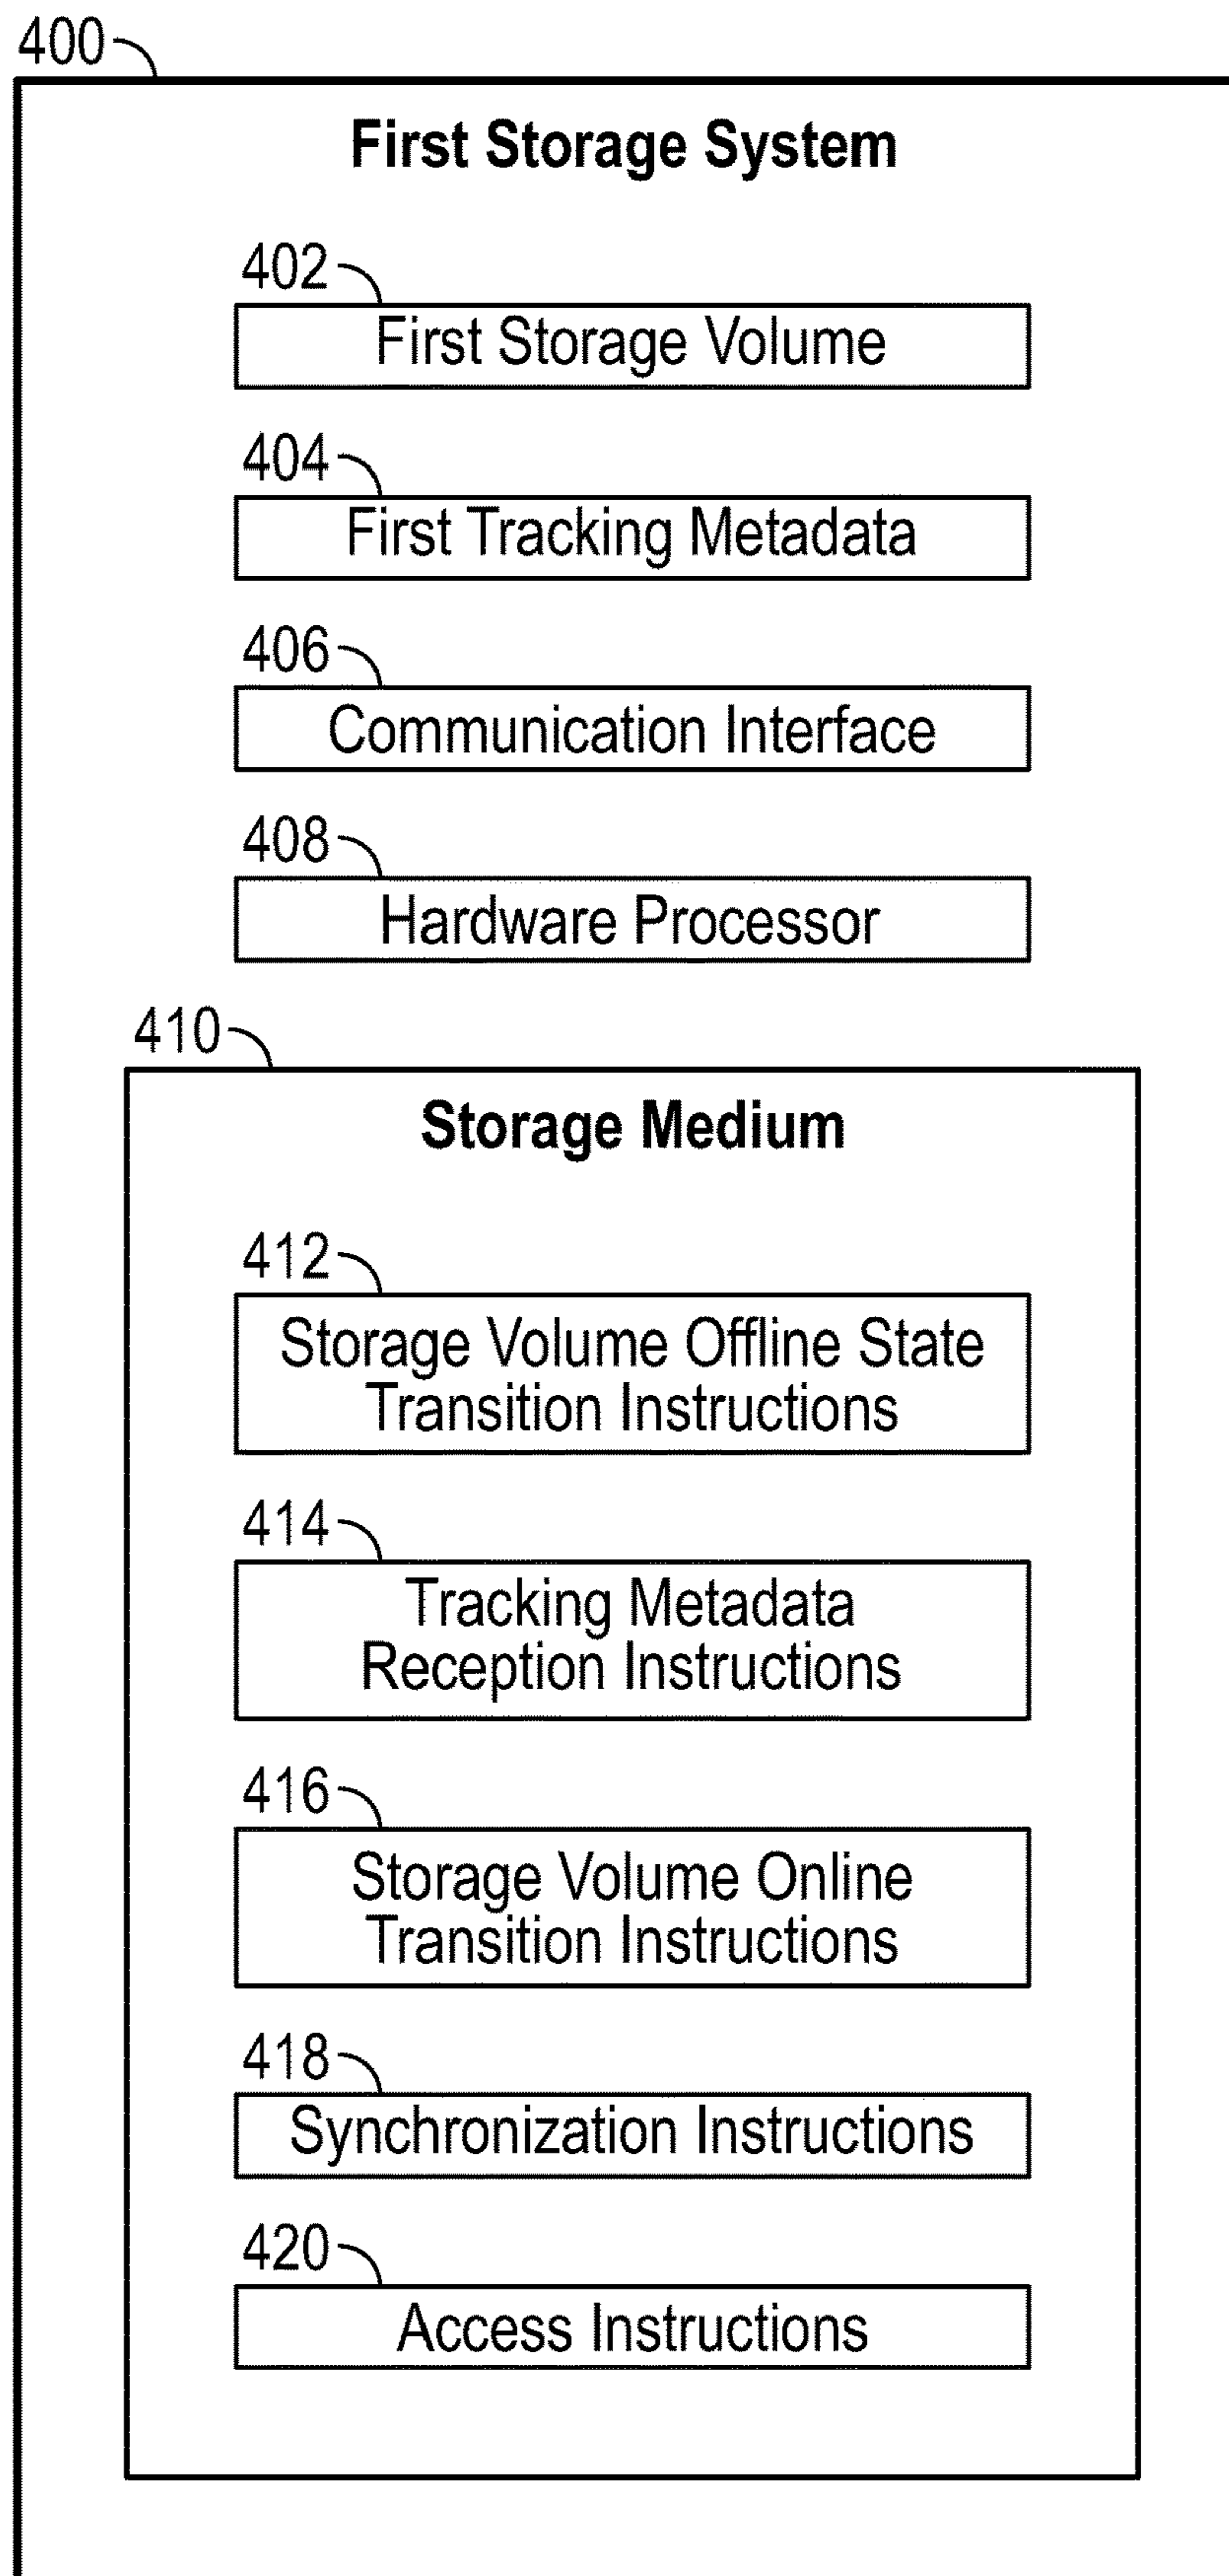 400
First Storage System
402
First Storage Volume
404
First Tracking Metadata
406
Communication Interface
408
Hardware Processor
410
Storage Medium
412
Storage Volume Offline State
Transition Instructions
414
Tracking Metadata
Reception Instructions
416
Storage Volume Online
Transition Instructions
418
Synchronization Instructions
420
Access Instructions